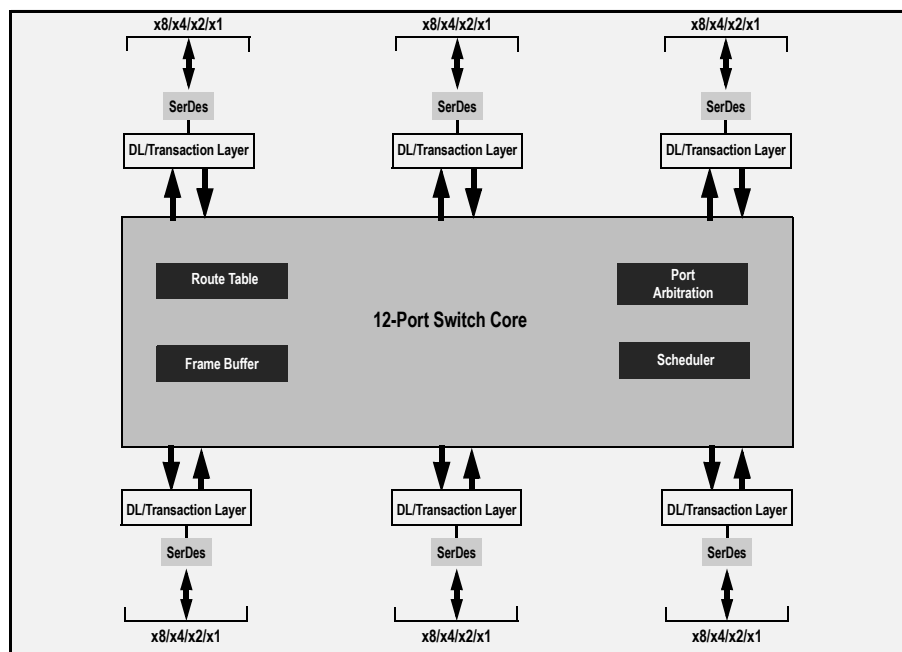 x8/x4/x2/x1
x8/x4/x2/x1
x8/x4/x2/x1
SerDes
SerDes
SerDes
DL/Transaction Layer
DL/Transaction Layer
DL/Transaction Layer
Route Table
Port
Arbitration
12-Port Switch Core
Frame Buffer
Scheduler
DL/Transaction Layer
DL/Transaction Layer
DL/Transaction Layer
SerDes
SerDes
SerDes
x8/x4/x2/x1
x8/x4/x2/x1
x8/x4/x2/x1